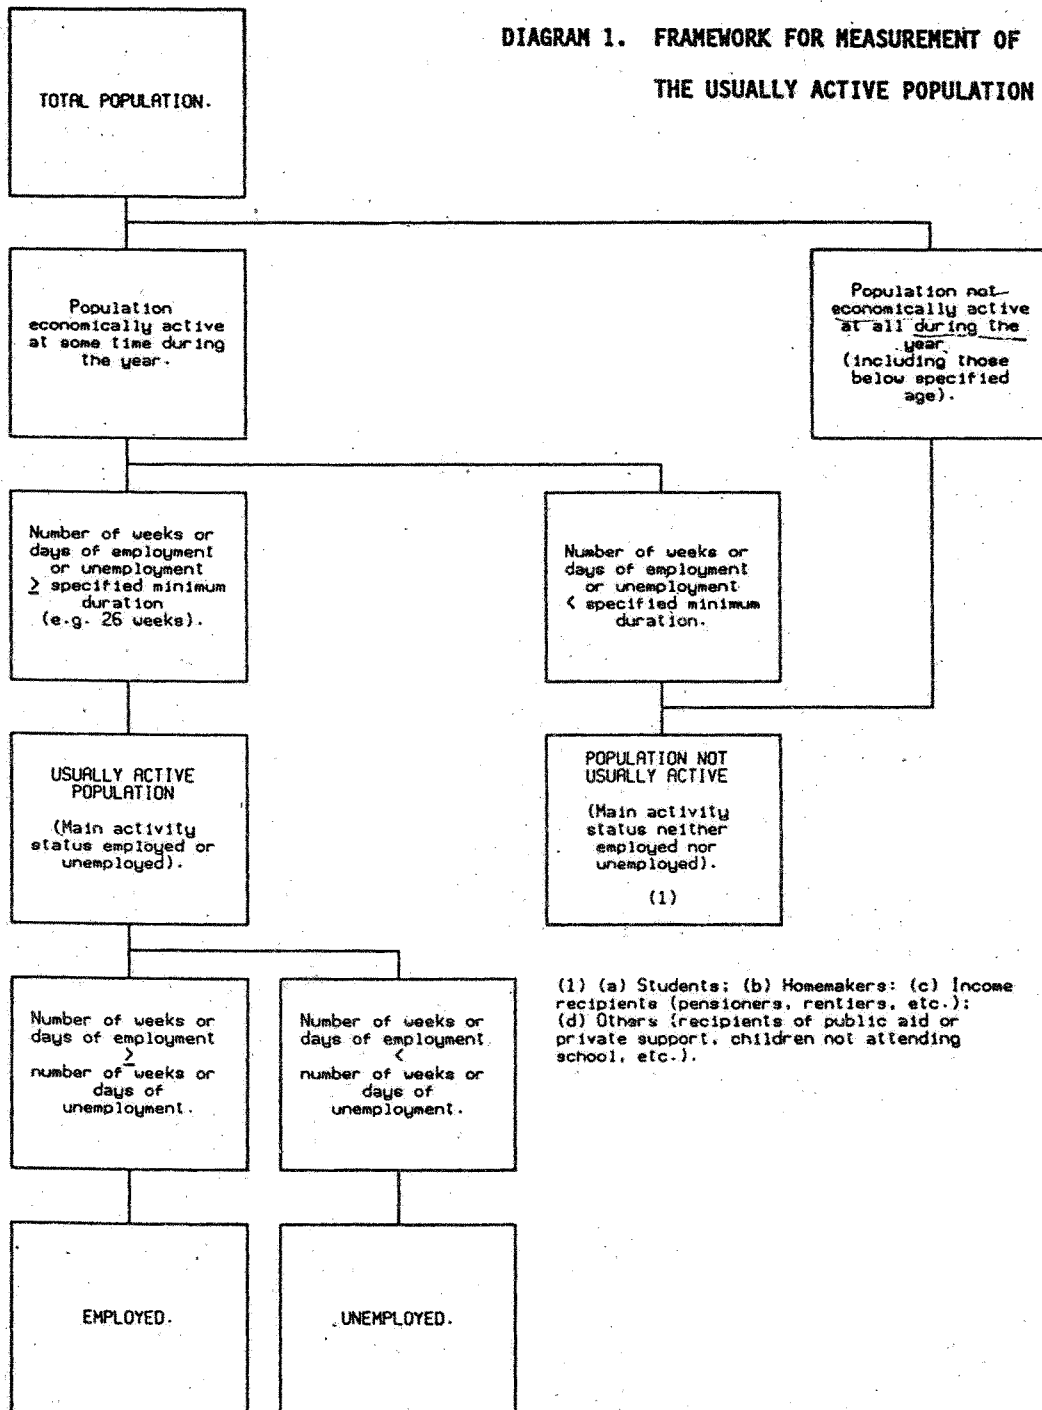 DIAGRAM 1. FRAMEWORK FOR MEASUREMENT OF
THE USUALLY ACTIVE POPULATION
TOTAL POPULATION.
Population
economically active
at some time during
the year.
Population not
economically active
at all during the
year
(including those
below specified
age).
Number of weeks or
days of employment
or unemployment
≥ specified minimum
duration
(e.g. 26 weeks).
Number of weeks or
days of employment
or unemployment
< specified minimum
duration.
USUALLY ACTIVE
POPULATION
(Main activity
status employed or
unemployed).
POPULATION NOT
USUALLY ACTIVE
(Main activity
status neither
employed nor
unemployed).
(1)
Number of weeks or
days of employment
≥
number of weeks or
days of
unemployment.
Number of weeks or
days of employment
<
number of weeks or
days of
unemployment.
(1) (a) Students; (b) Homemakers: (c) Income
recipients (pensioners, rentiers, etc.);
(d) Others (recipients of public aid or
private support, children not attending
school, etc.).
EMPLOYED.
UNEMPLOYED.